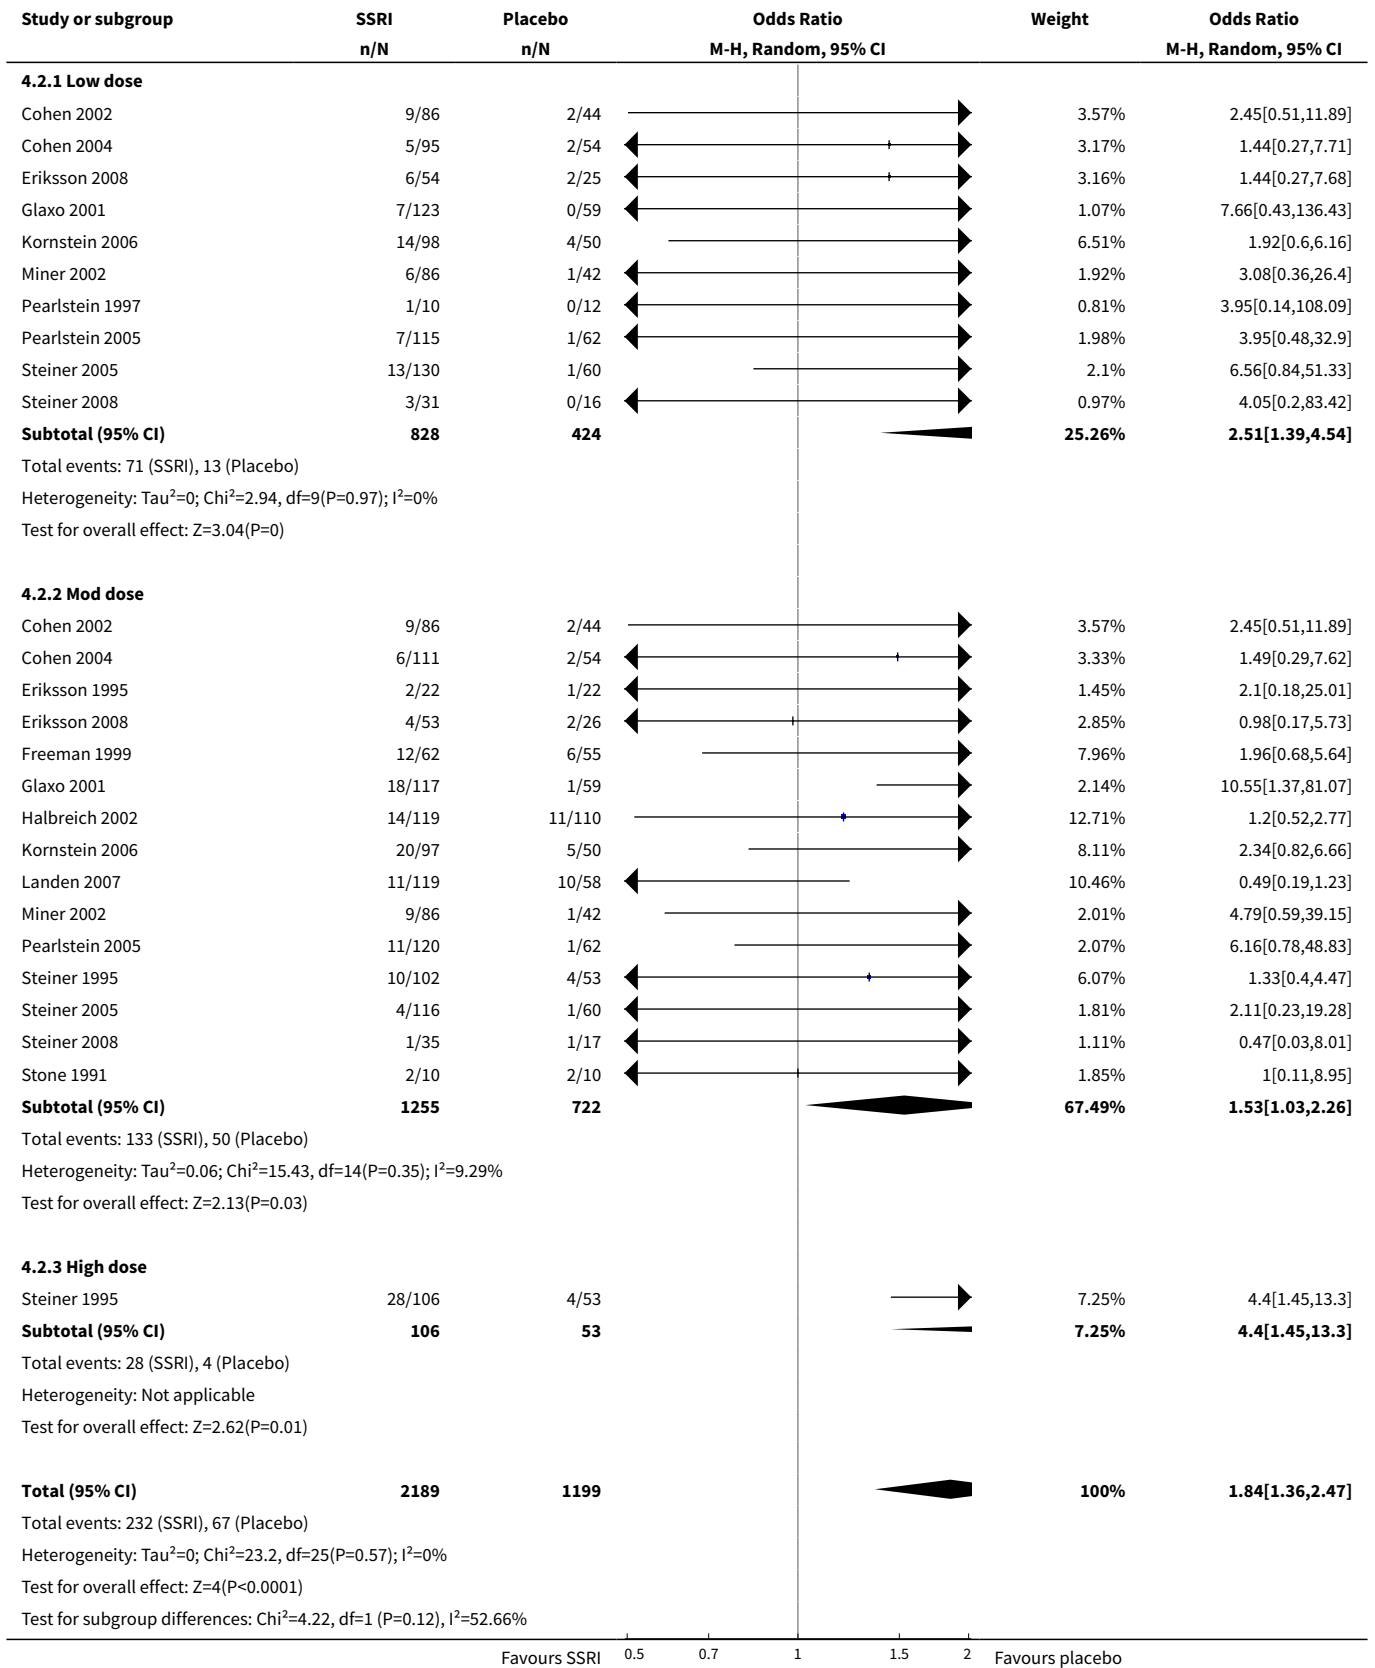 Study or subgroup SSRI Placebo Odds Ratio Weight Odds Ratio
n/N n/N M-H, Random, 95% CI M-H, Random, 95% CI
4.2.1 Low dose
Cohen 2002 9/86 2/44 3.57% 2.45[0.51,11.89]
Cohen 2004 5/95 2/54 3.17% 1.44[0.27,7.71]
Eriksson 2008 6/54 2/25 3.16% 1.44[0.27,7.68]
Glaxo 2001 7/123 0/59 1.07% 7.66[0.43,136.43]
Kornstein 2006 14/98 4/50 6.51% 1.92[0.6,6.16]
Miner 2002 6/86 1/42 1.92% 3.08[0.36,26.4]
Pearlstein 1997 1/10 0/12 0.81% 3.95[0.14,108.09]
Pearlstein 2005 7/115 1/62 1.98% 3.95[0.48,32.9]
Steiner 2005 13/130 1/60 2.1% 6.56[0.84,51.33]
Steiner 2008 3/31 0/16 0.97% 4.05[0.2,83.42]
Subtotal (95% CI) 828 424 25.26% 2.51[1.39,4.54]
Total events: 71 (SSRI), 13 (Placebo)
Heterogeneity: Tau²=0; Chi²=2.94, df=9(P=0.97); I²=0%
Test for overall effect: Z=3.04(P=0)
4.2.2 Mod dose
Cohen 2002 9/86 2/44 3.57% 2.45[0.51,11.89]
Cohen 2004 6/111 2/54 3.33% 1.49[0.29,7.62]
Eriksson 1995 2/22 1/22 1.45% 2.1[0.18,25.01]
Eriksson 2008 4/53 2/26 2.85% 0.98[0.17,5.73]
Freeman 1999 12/62 6/55 7.96% 1.96[0.68,5.64]
Glaxo 2001 18/117 1/59 2.14% 10.55[1.37,81.07]
Halbreich 2002 14/119 11/110 12.71% 1.2[0.52,2.77]
Kornstein 2006 20/97 5/50 8.11% 2.34[0.82,6.66]
Landen 2007 11/119 10/58 10.46% 0.49[0.19,1.23]
Miner 2002 9/86 1/42 2.01% 4.79[0.59,39.15]
Pearlstein 2005 11/120 1/62 2.07% 6.16[0.78,48.83]
Steiner 1995 10/102 4/53 6.07% 1.33[0.4,4.47]
Steiner 2005 4/116 1/60 1.81% 2.11[0.23,19.28]
Steiner 2008 1/35 1/17 1.11% 0.47[0.03,8.01]
Stone 1991 2/10 2/10 1.85% 1[0.11,8.95]
Subtotal (95% CI) 1255 722 67.49% 1.53[1.03,2.26]
Total events: 133 (SSRI), 50 (Placebo)
Heterogeneity: Tau²=0.06; Chi²=15.43, df=14(P=0.35); I²=9.29%
Test for overall effect: Z=2.13(P=0.03)
4.2.3 High dose
Steiner 1995 28/106 4/53 7.25% 4.4[1.45,13.3]
Subtotal (95% CI) 106 53 7.25% 4.4[1.45,13.3]
Total events: 28 (SSRI), 4 (Placebo)
Heterogeneity: Not applicable
Test for overall effect: Z=2.62(P=0.01)
Total (95% CI) 2189 1199 100% 1.84[1.36,2.47]
Total events: 232 (SSRI), 67 (Placebo)
Heterogeneity: Tau²=0; Chi²=23.2, df=25(P=0.57); I²=0%
Test for overall effect: Z=4(P<0.0001)
Test for subgroup differences: Chi²=4.22, df=1 (P=0.12), I²=52.66%
Favours SSRI 0.5 0.7 1 1.5 2 Favours placebo